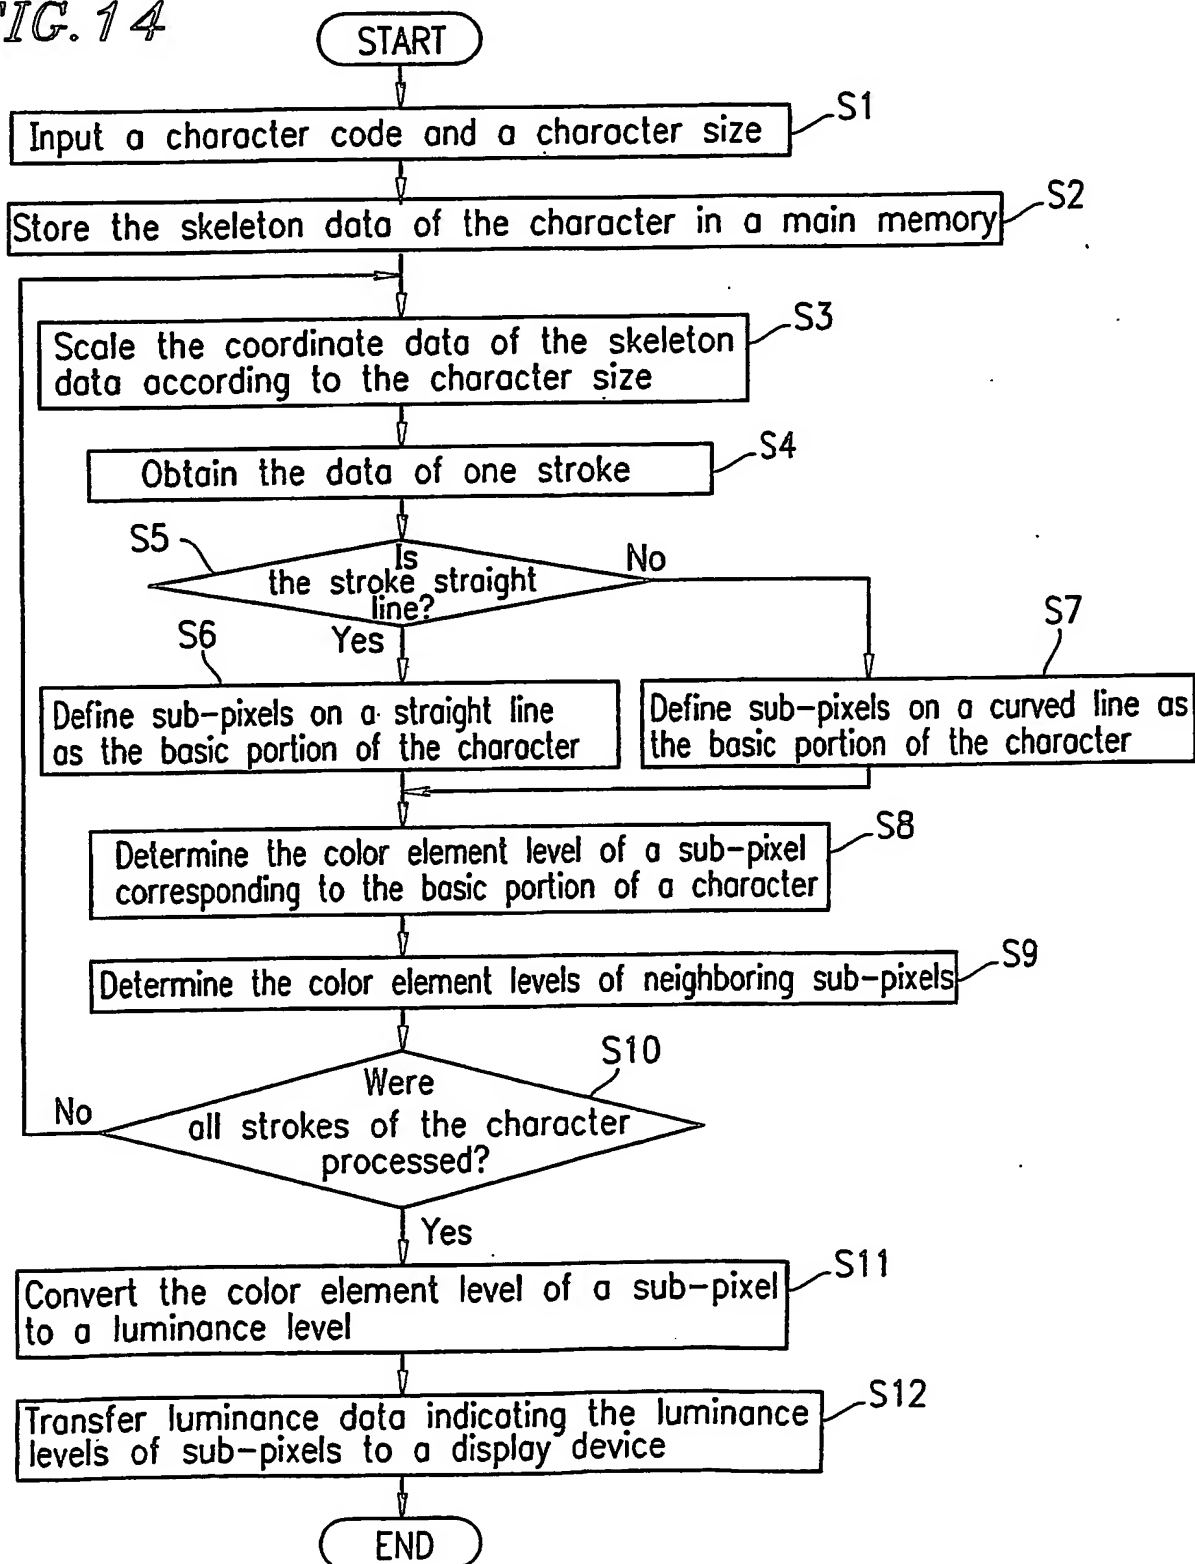 FIG. 14
START
S1
Input a character code and a character size
S2
Store the skeleton data of the character in a main memory
S3
Scale the coordinate data of the skeleton
data according to the character size
S4
Obtain the data of one stroke
S5
Is
the stroke straight
line?
No
Yes
S6
Define sub-pixels on a straight line
as the basic portion of the character
S7
Define sub-pixels on a curved line as
the basic portion of the character
S8
Determine the color element level of a sub-pixel
corresponding to the basic portion of a character
S9
Determine the color element levels of neighboring sub-pixels
S10
Were
all strokes of the character
processed?
No
Yes
S11
Convert the color element level of a sub-pixel
to a luminance level
S12
Transfer luminance data indicating the luminance
levels of sub-pixels to a display device
END